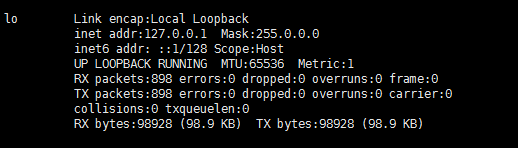 lo Link encap:Local Loopback
inet addr:127.0.0.1 Mask:255.0.0.0
inet6 addr: ::1/128 Scope:Host
UP LOOPBACK RUNNING MTU:65536 Metric:1
RX packets:898 errors:0 dropped:0 overruns:0 frame:0
TX packets:898 errors:0 dropped:0 overruns:0 carrier:0
collisions:0 txqueuelen:0
RX bytes:98928 (98.9 KB) TX bytes:98928 (98.9 KB)